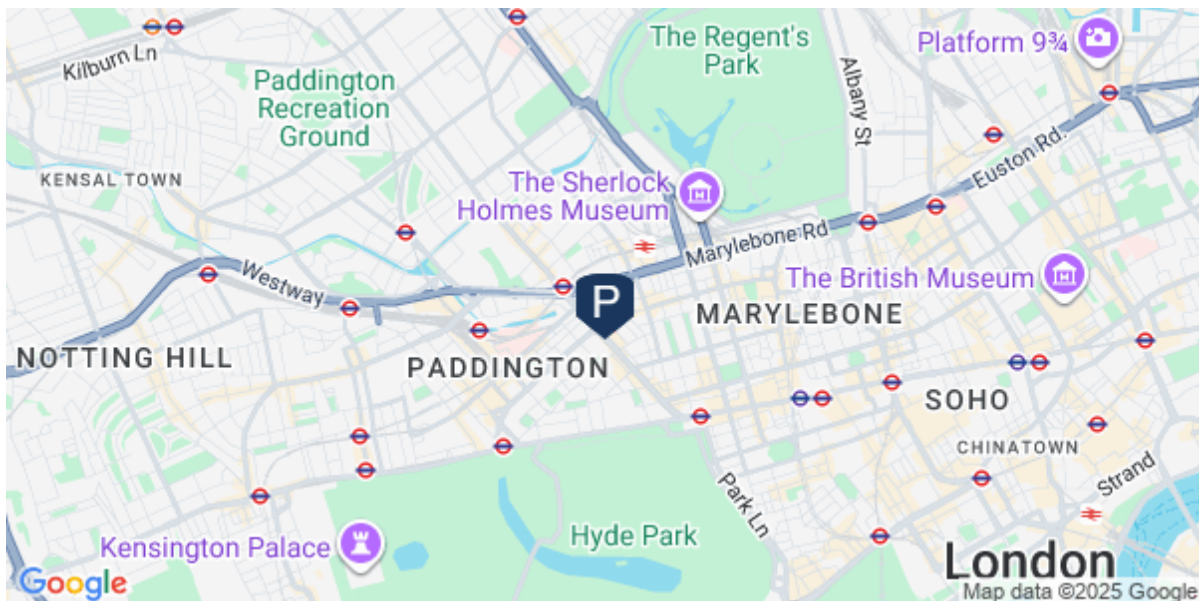 The Regent's
Park
Platform 9¾
Kilburn Ln
Paddington
Recreation
Ground
Albany St
KENSAL TOWN
Euston Rd.
The Sherlock
Holmes Museum
Marylebone Rd
Westway
The British Museum
P
MARYLEBONE
NOTTING HILL
PADDINGTON
SOHO
CHINATOWN
Strand
Park Ln
Hyde Park
Kensington Palace
London
Google
Map data ©2025 Google